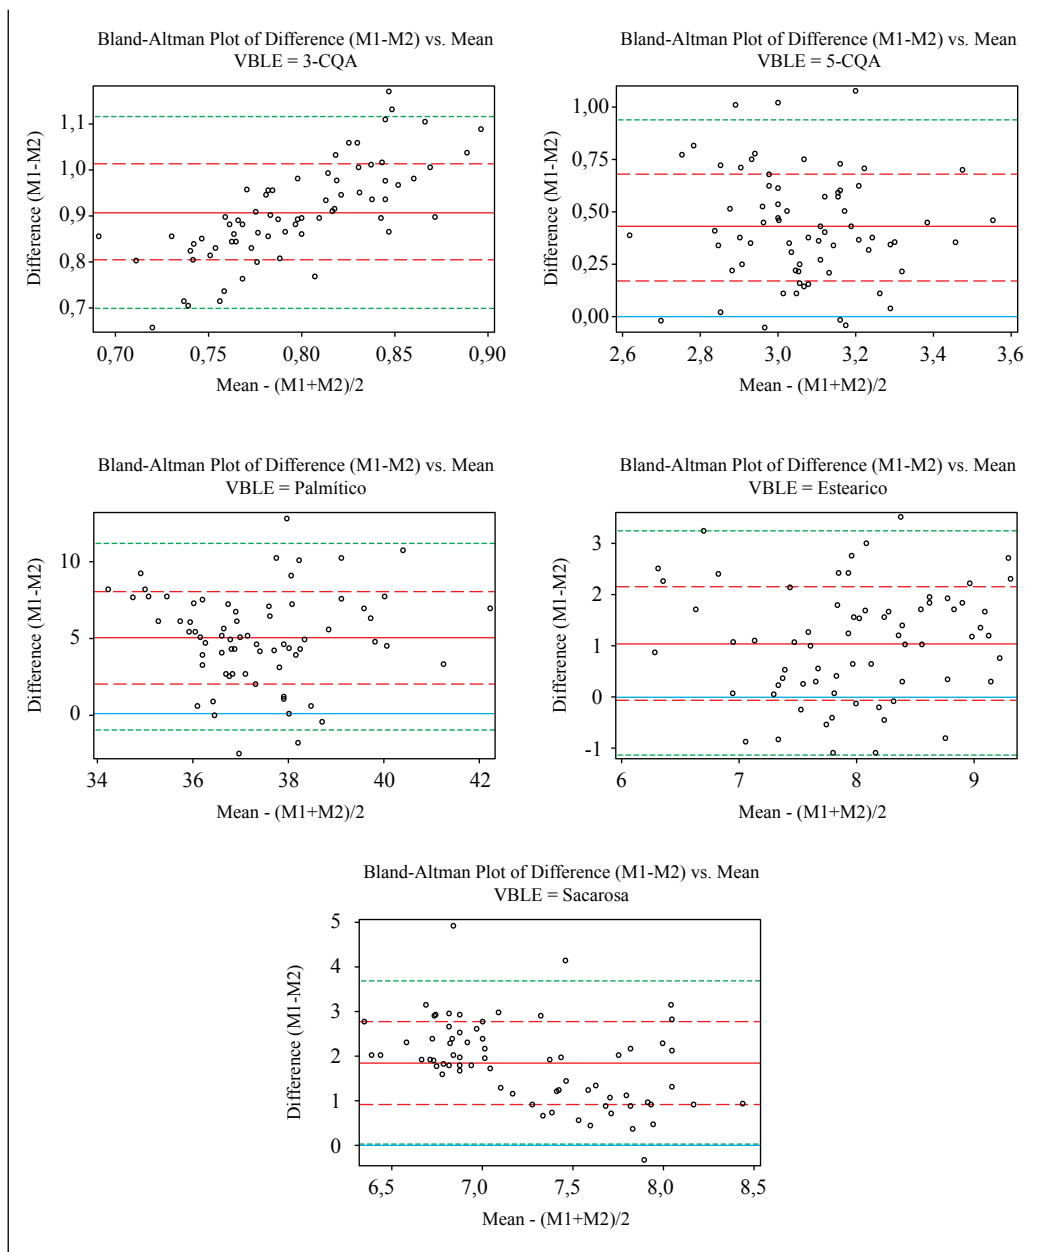 Bland-Altman Plot of Difference (M1-M2) vs. Mean
VBLE = 3-CQA
Difference (M1-M2)
1,1
1,0
0,9
0,8
0,7
0,70 0,75 0,80 0,85 0,90
Mean - (M1+M2)/2
Bland-Altman Plot of Difference (M1-M2) vs. Mean
VBLE = 5-CQA
Difference (M1-M2)
1,00
0,75
0,50
0,25
0,00
2,6 2,8 3,0 3,2 3,4 3,6
Mean - (M1+M2)/2
Bland-Altman Plot of Difference (M1-M2) vs. Mean
VBLE = Palmítico
Difference (M1-M2)
10
5
0
34 36 38 40 42
Mean - (M1+M2)/2
Bland-Altman Plot of Difference (M1-M2) vs. Mean
VBLE = Estearico
Difference (M1-M2)
3
2
1
0
-1
6 7 8 9
Mean - (M1+M2)/2
Bland-Altman Plot of Difference (M1-M2) vs. Mean
VBLE = Sacarosa
Difference (M1-M2)
5
4
3
2
1
0
6,5 7,0 7,5 8,0 8,5
Mean - (M1+M2)/2